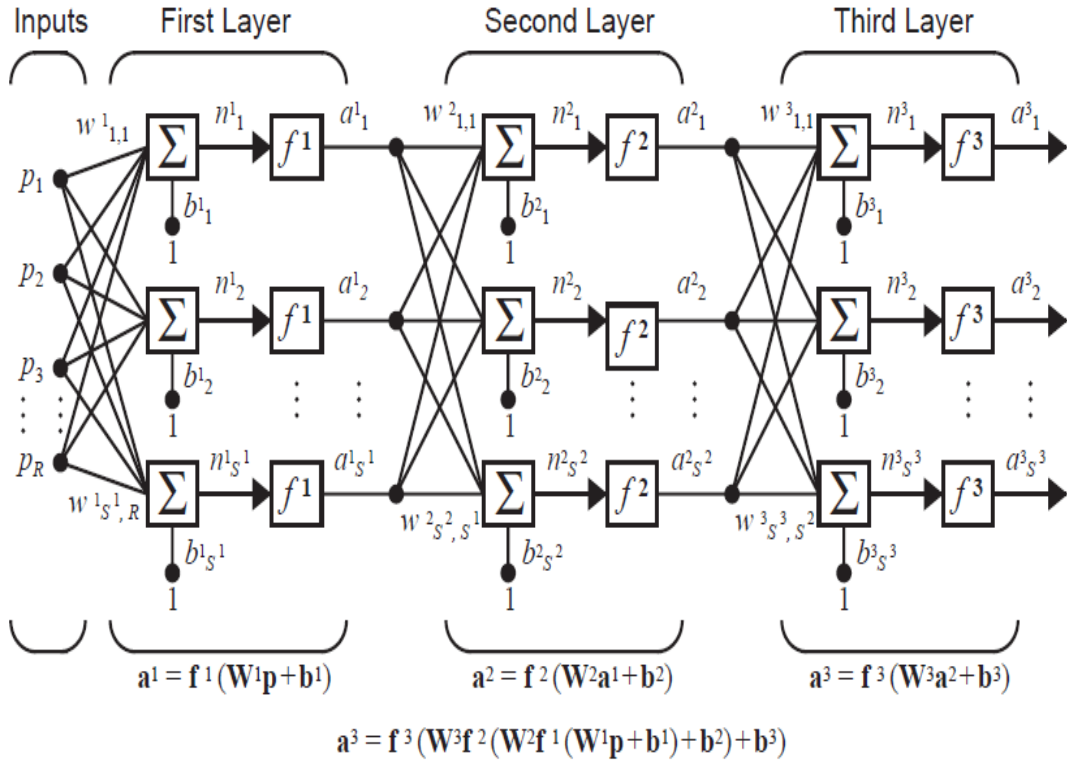 Inputs First Layer Second Layer Third Layer
w¹₁,₁ n¹₁ a¹₁ w²₁,₁ n²₁ a²₁ w³₁,₁ n³₁ a³₁
Σ f¹ Σ f² Σ f³
p₁
b¹₁ b²₁ b³₁
1 1 1
p₂ n¹₂ a¹₂ n²₂ a²₂ n³₂ a³₂
Σ f¹ Σ f² Σ f³
p₃
b¹₂ b²₂ b³₂
1 1 1
p_R n¹_S¹ a¹_S¹ n²_S² a²_S² n³_S³ a³_S³
Σ f¹ Σ f² Σ f³
w¹_S¹,R w²_S²,S¹ w³_S³,S²
b¹_S¹ b²_S² b³_S³
1 1 1
a¹ = f¹(W¹p+b¹) a² = f²(W²a¹+b²) a³ = f³(W³a²+b³)
a³ = f³(W³f²(W²f¹(W¹p+b¹)+b²)+b³)